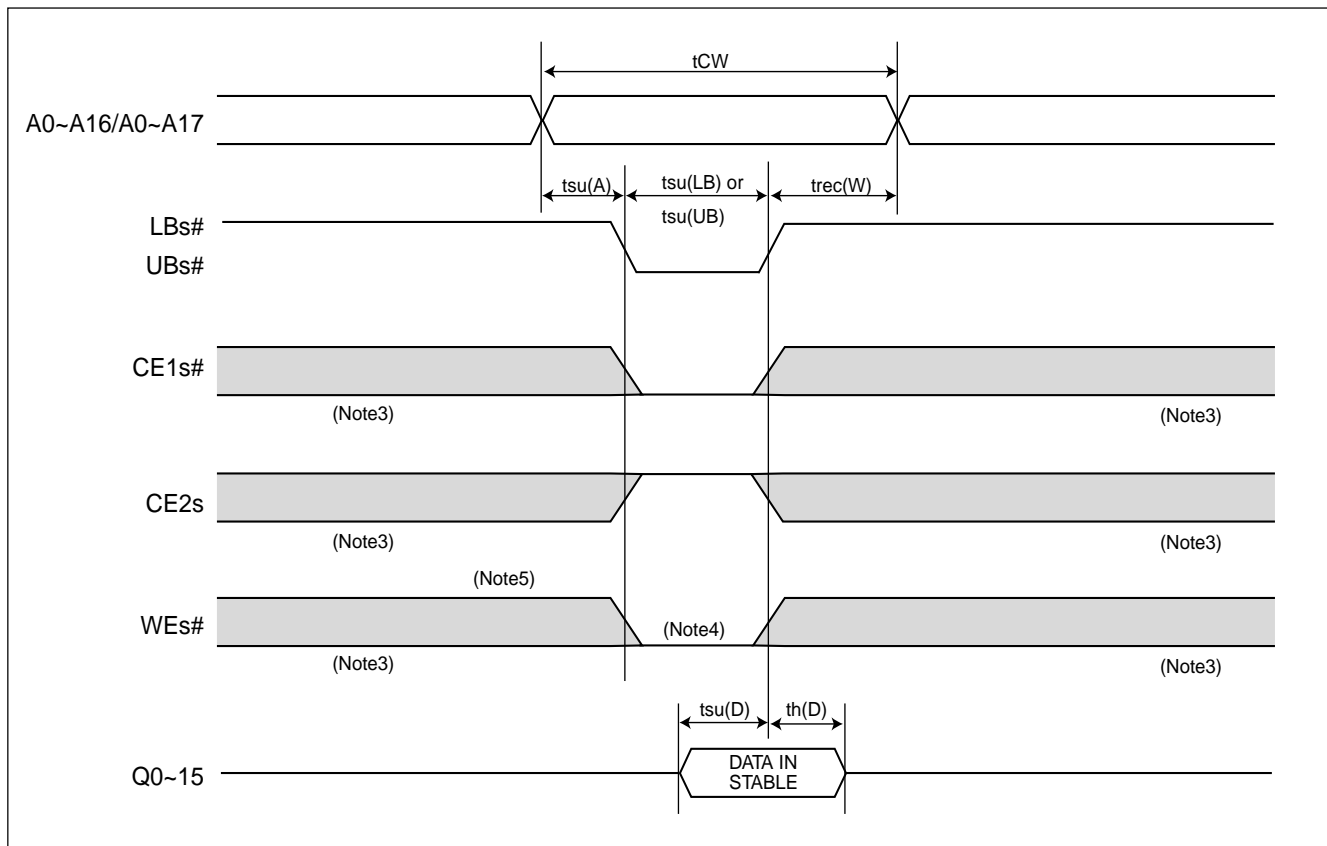 tCW
A0~A16/A0~A17
tsu(A)
tsu(LB) or
tsu(UB)
trec(W)
LBs#
UBs#
CE1s#
(Note3)
(Note3)
CE2s
(Note3)
(Note3)
(Note5)
WEs#
(Note4)
(Note3)
(Note3)
tsu(D)
th(D)
Q0~15
DATA IN
STABLE